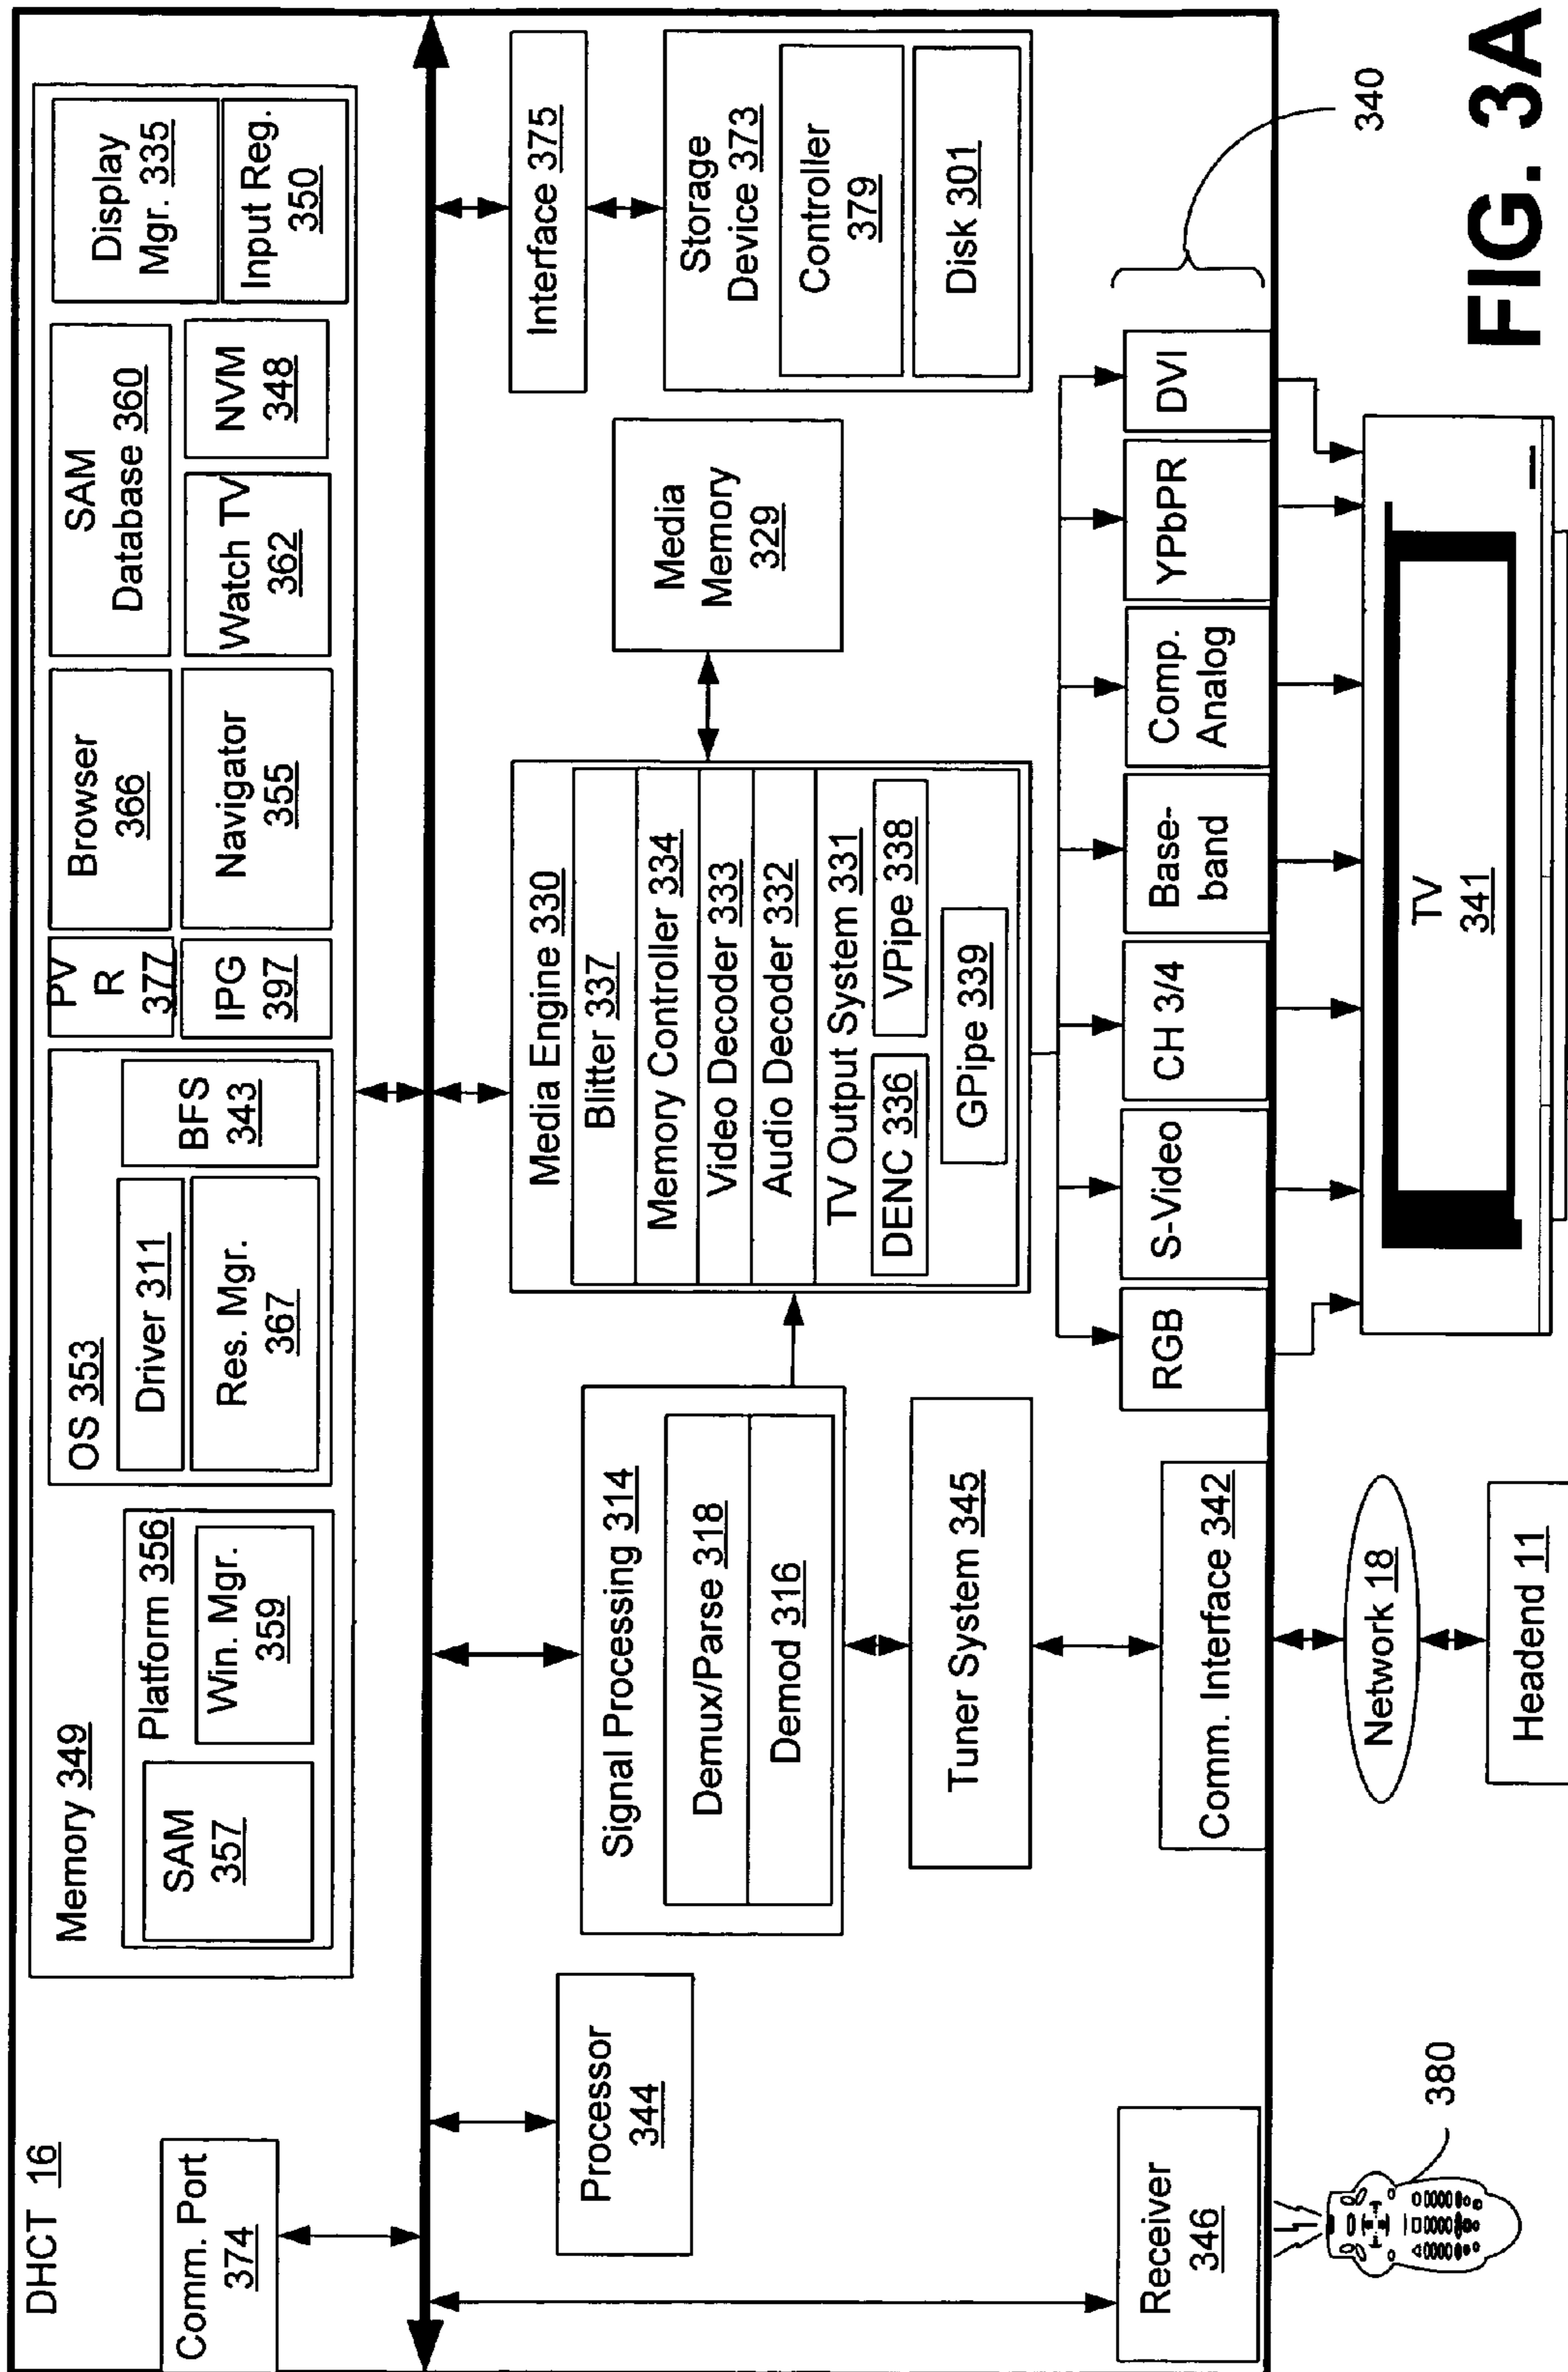 DHCT 16
Comm. Port
374
Memory 349
Platform 356
SAM
357
Win. Mgr.
359
OS 353
Driver 311
Res. Mgr.
367
BFS
343
PV
R
377
IPG
397
Browser
366
Navigator
355
SAM
Database 360
Watch TV
362
NVM
348
Display
Mgr. 335
Input Reg.
350
Processor
344
Signal Processing 314
Demux/Parse 318
Demod 316
Tuner System 345
Media Engine 330
Blitter 337
Memory Controller 334
Video Decoder 333
Audio Decoder 332
TV Output System 331
DENC 336
VPipe 338
GPipe 339
Media
Memory
329
Interface 375
Storage
Device 373
Controller
379
Disk 301
Receiver
346
Comm. Interface 342
RGB
S-Video
CH 3/4
Base-
band
Comp.
Analog
YPbPR
DVI
340
380
Network 18
Headend 11
TV
341
FIG. 3A